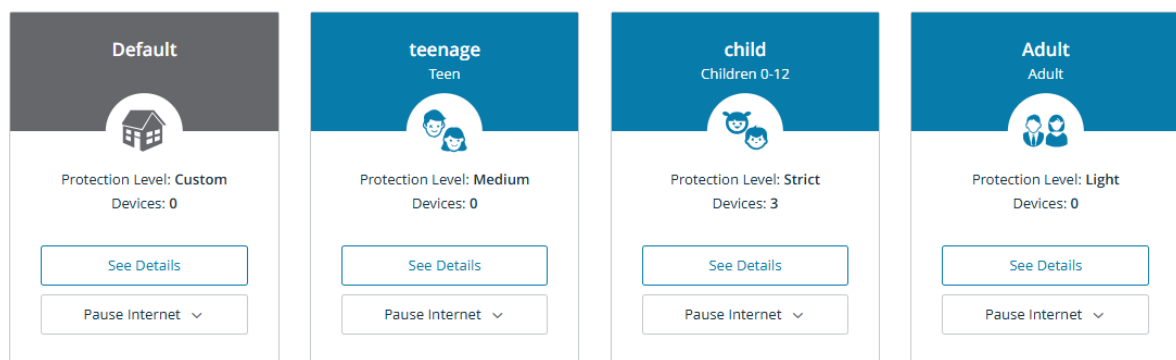 Default
Protection Level: Custom
Devices: 0
See Details
Pause Internet
teenage
Teen
Protection Level: Medium
Devices: 0
See Details
Pause Internet
child
Children 0-12
Protection Level: Strict
Devices: 3
See Details
Pause Internet
Adult
Adult
Protection Level: Light
Devices: 0
See Details
Pause Internet